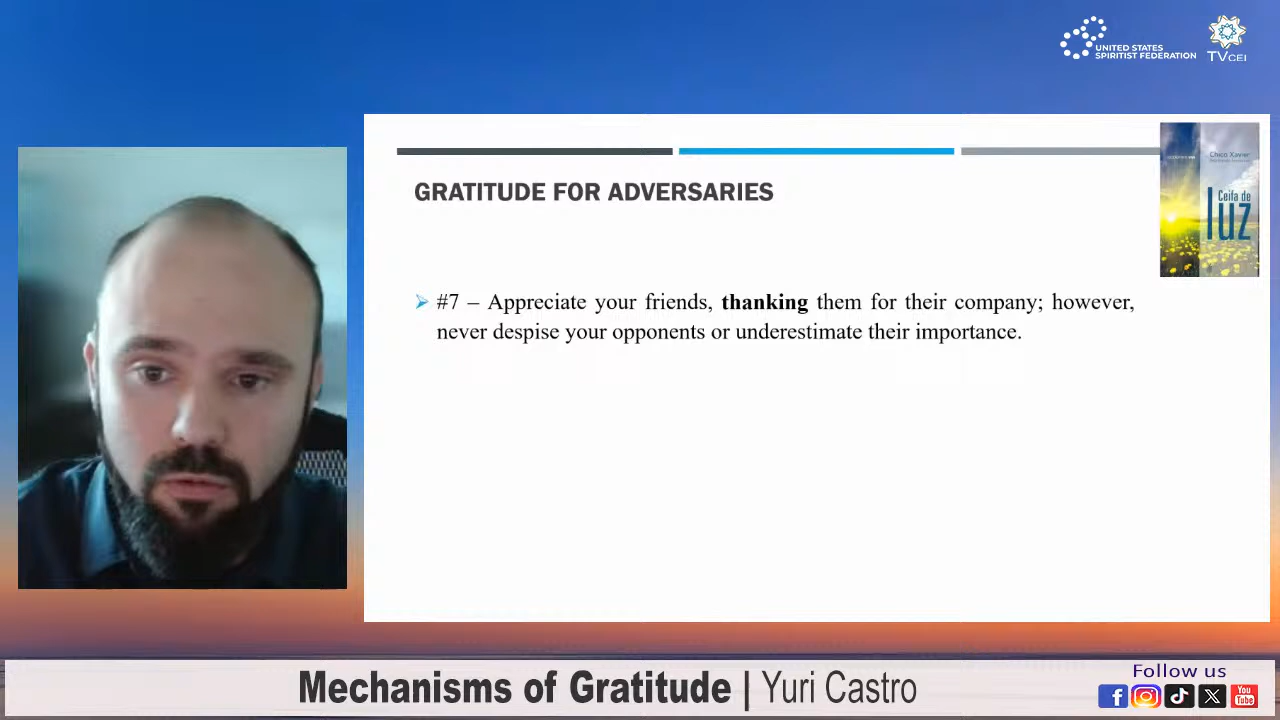 UNITED STATES
SPIRITIST FEDERATION
TVCEI
GRATITUDE FOR ADVERSARIES
Chico Xavier
Ceifa de
luz
#7 – Appreciate your friends, thanking them for their company; however,
never despise your opponents or underestimate their importance.
Mechanisms of Gratitude | Yuri Castro
Follow us
You
Tube